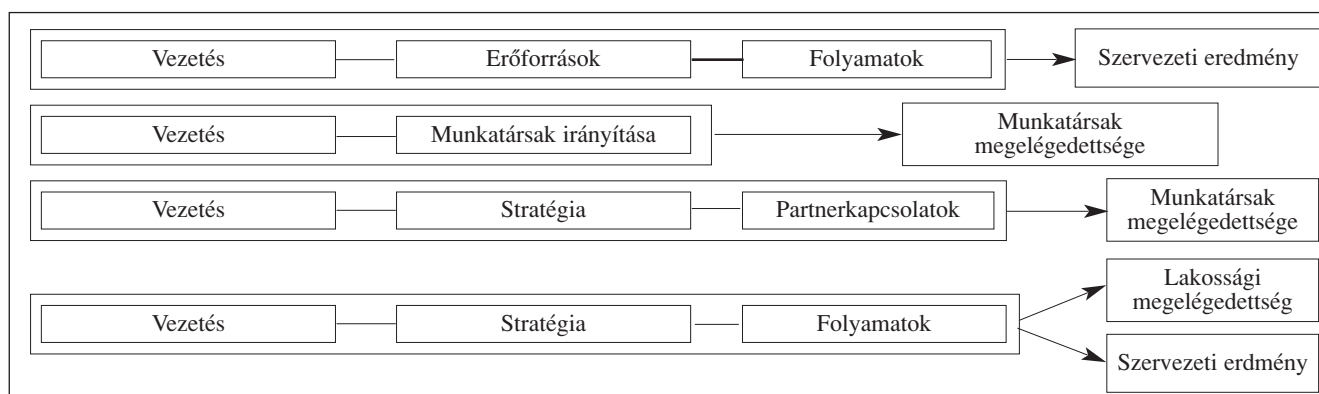 Vezetés
Erőforrások
Folyamatok
Szervezeti eredmény
Vezetés
Munkatársak irányítása
Munkatársak
megelégedettsége
Vezetés
Stratégia
Partnerkapcsolatok
Munkatársak
megelégedettsége
Vezetés
Stratégia
Folyamatok
Lakossági
megelégedettség
Szervezeti erdmény